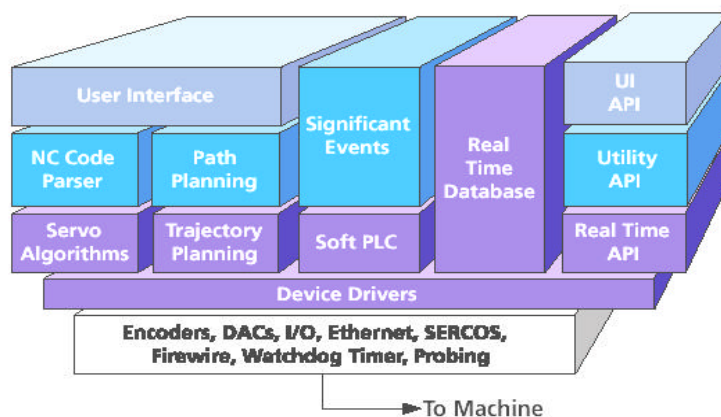 User Interface
Significant
Events
Real
Time
Database
UI
API
NC Code
Parser
Path
Planning
Utility
API
Servo
Algorithms
Trajectory
Planning
Soft PLC
Real Time
API
Device Drivers
Encoders, DACs, I/O, Ethernet, SERCOS,
Firewire, Watchdog Timer, Probing
To Machine